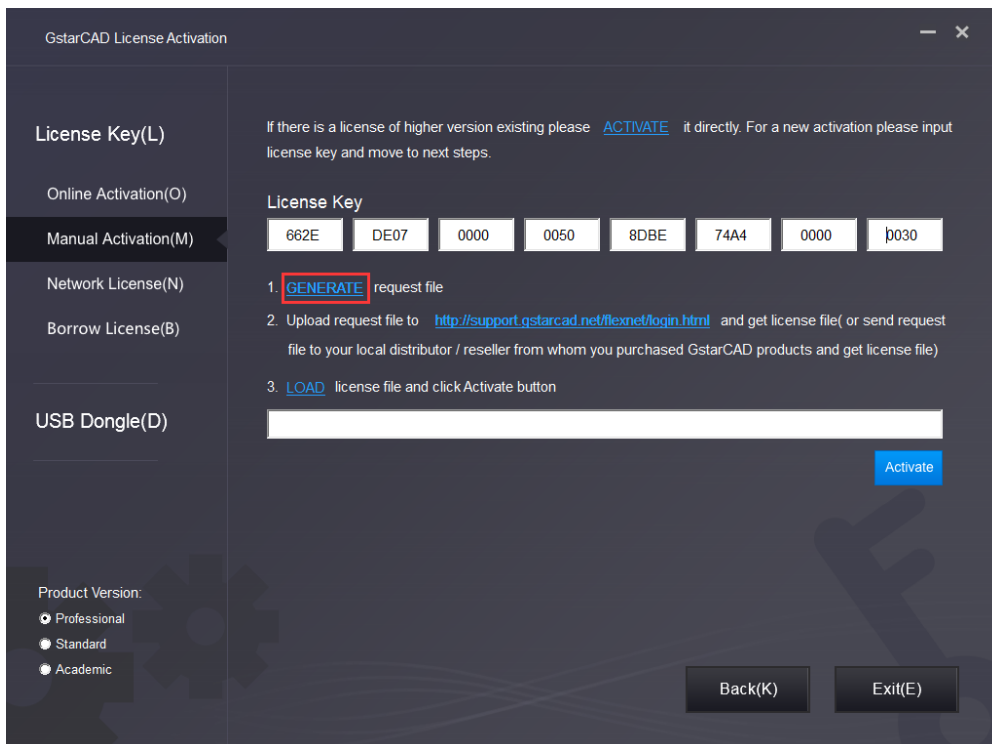 GstarCAD License Activation
License Key(L)
Online Activation(O)
Manual Activation(M)
Network License(N)
Borrow License(B)
USB Dongle(D)
Product Version:
Professional
Standard
Academic
If there is a license of higher version existing please ACTIVATE it directly. For a new activation please input
license key and move to next steps.
License Key
662E DE07 0000 0050 8DBE 74A4 0000 0030
1. GENERATE request file
2. Upload request file to http://support.gstarcad.net/flexnet/login.html and get license file( or send request
file to your local distributor / reseller from whom you purchased GstarCAD products and get license file)
3. LOAD license file and click Activate button
Activate
Back(K) Exit(E)